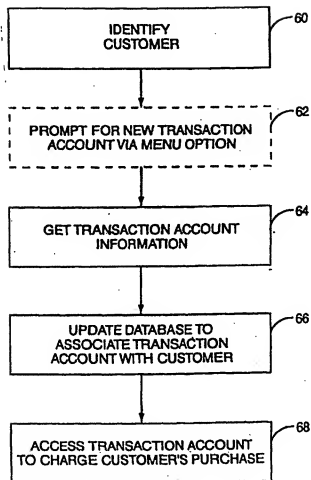 IDENTIFY
CUSTOMER
60
PROMPT FOR NEW TRANSACTION
ACCOUNT VIA MENU OPTION
62
GET TRANSACTION ACCOUNT
INFORMATION
64
UPDATE DATABASE TO
ASSOCIATE TRANSACTION
ACCOUNT WITH CUSTOMER
66
ACCESS TRANSACTION ACCOUNT
TO CHARGE CUSTOMER'S PURCHASE
68